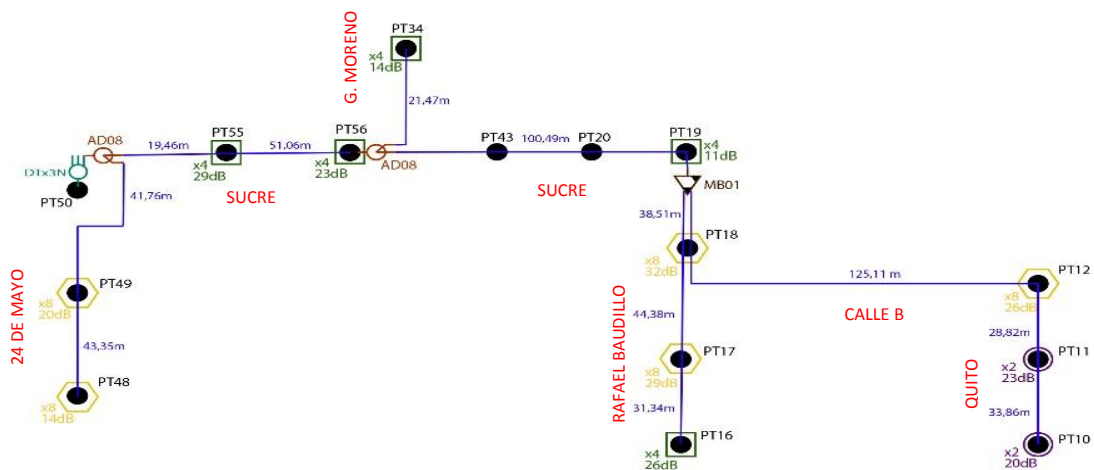 PT34
x4
14dB
G. MORENO
21,47m
AD08
19,46m
PT55
51,06m
PT56
PT43
100,49m
PT20
PT19
x4
11dB
x4
29dB
x4
23dB
AD08
DTx3N
PT50
41,76m
SUCRE
SUCRE
MB01
38,51m
PT18
x8
32dB
24 DE MAYO
PT49
x8
20dB
43,35m
PT48
x8
14dB
125,11 m
CALLE B
PT12
x8
26dB
RAFAEL BAUDILLO
44,38m
PT17
x8
29dB
31,34m
PT16
x4
26dB
28,82m
PT11
x2
23dB
QUITO
33,86m
PT10
x2
20dB